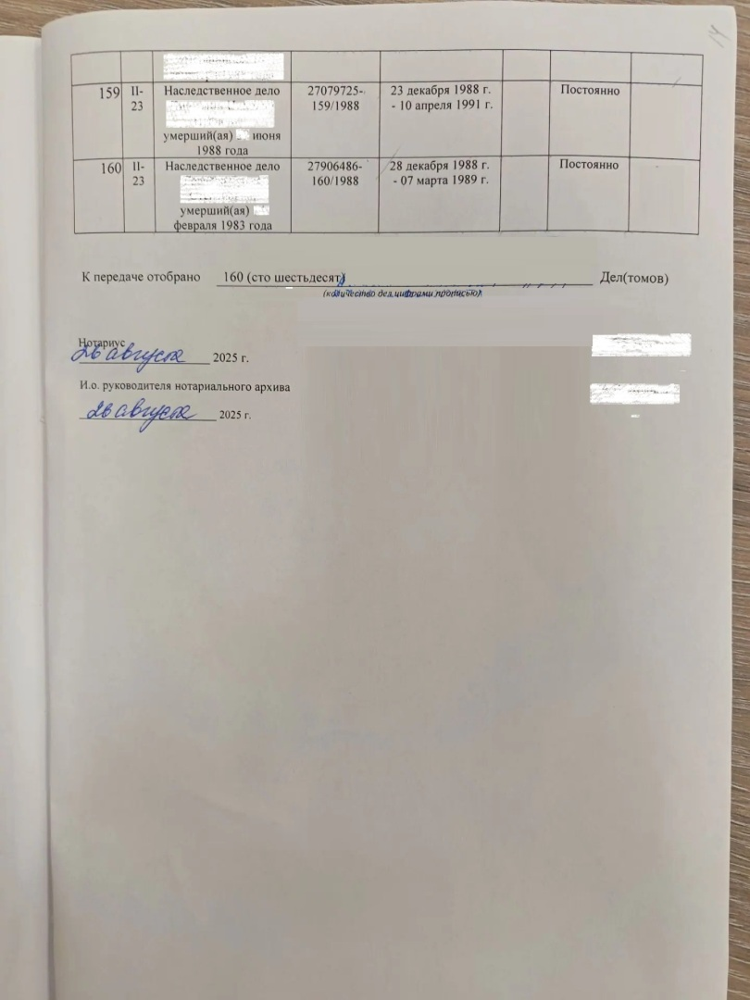 159 II-23 Наследственное дело 27079725-159/1988 23 декабря 1988 г. - 10 апреля 1991 г. Постоянно
умерший(ая) июня
1988 года
160 II-23 Наследственное дело 27906486-160/1988 28 декабря 1988 г. - 07 марта 1989 г. Постоянно
умерший(ая)
февраля 1983 года
К передаче отобрано 160 (сто шестьдесят) Дел(томов)
(количество дел цифрами прописью)
Нотариус
26 августа 2025 г.
И.о. руководителя нотариального архива
26 августа 2025 г.